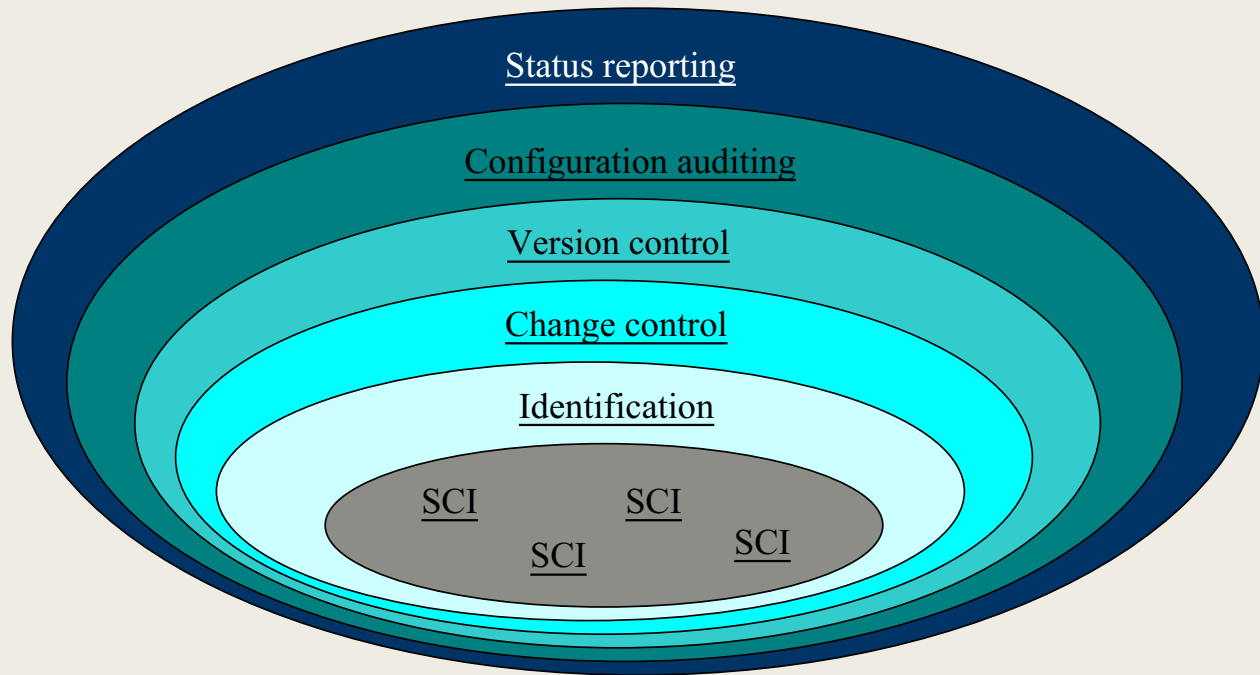 Status reporting
Configuration auditing
Version control
Change control
Identification
SCI SCI
SCI SCI